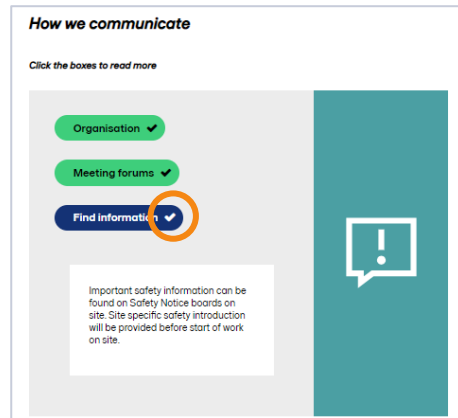 How we communicate
Click the boxes to read more
Organisation ✔
Meeting forums ✔
Find information ✔
Important safety information can be
found on Safety Notice boards on
site. Site specific safety introduction
will be provided before start of work
on site.